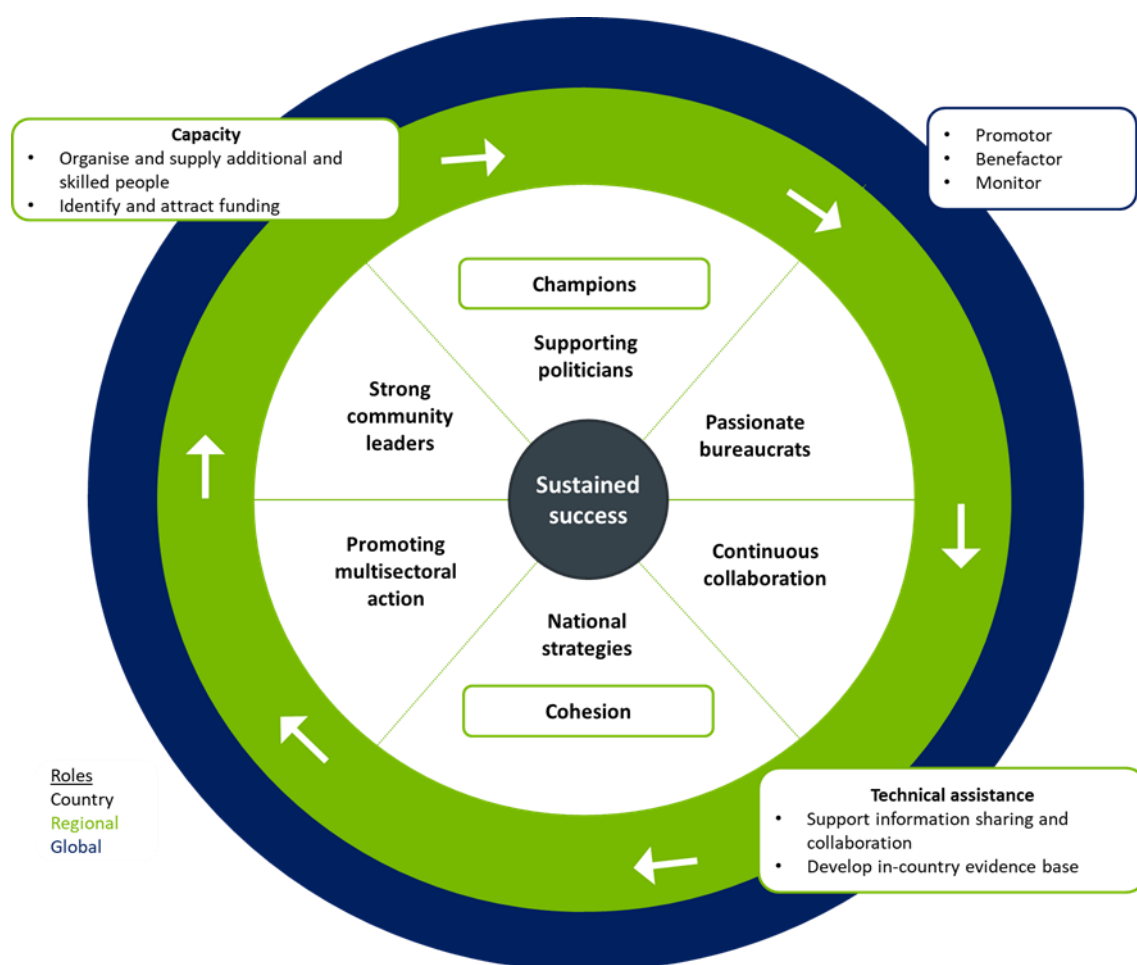 Capacity
• Organise and supply additional and
skilled people
• Identify and attract funding
• Promotor
• Benefactor
• Monitor
Champions
Supporting
politicians
Strong
community
leaders
Passionate
bureaucrats
Sustained
success
Promoting
multisectoral
action
Continuous
collaboration
National
strategies
Cohesion
Roles
Country
Regional
Global
Technical assistance
• Support information sharing and
collaboration
• Develop in-country evidence base